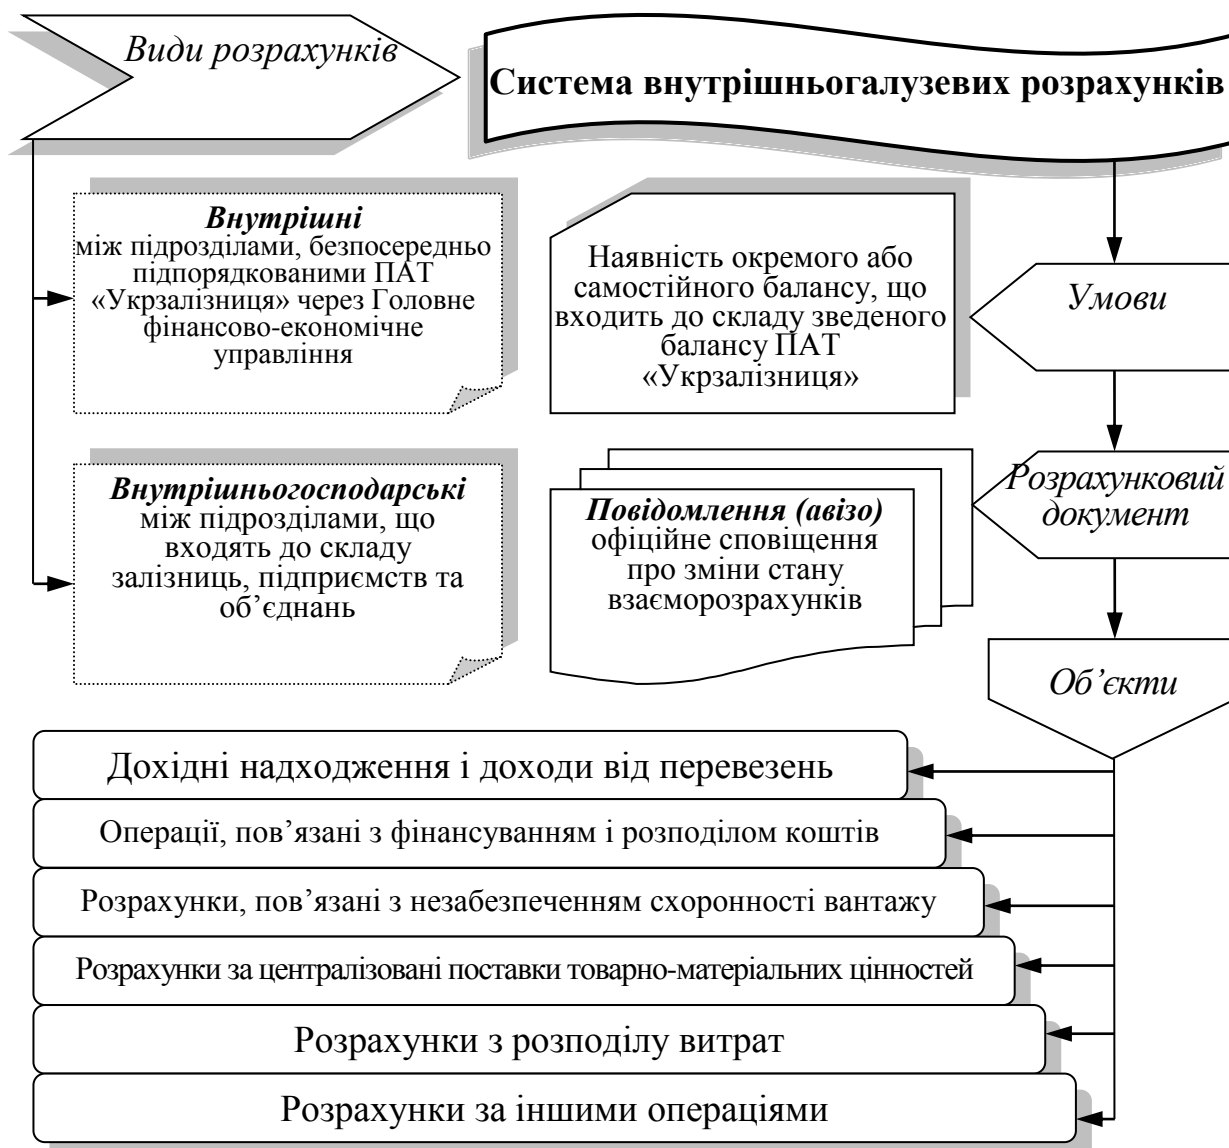 Види розрахунків
Система внутрішньогалузевих розрахунків
Внутрішні
між підрозділами, безпосередньо
підпорядкованими ПАТ
«Укрзалізниця» через Головне
фінансово-економічне
управління
Наявність окремого або
самостійного балансу, що
входить до складу зведеного
балансу ПАТ
«Укрзалізниця»
Умови
Внутрішньогосподарські
між підрозділами, що
входять до складу
залізниць, підприємств та
об’єднань
Повідомлення (авізо)
офіційне сповіщення
про зміни стану
взаєморозрахунків
Розрахунковий
документ
Об’єкти
Дохідні надходження і доходи від перевезень
Операції, пов’язані з фінансуванням і розподілом коштів
Розрахунки, пов’язані з незабезпеченням схоронності вантажу
Розрахунки за централізовані поставки товарно-матеріальних цінностей
Розрахунки з розподілу витрат
Розрахунки за іншими операціями